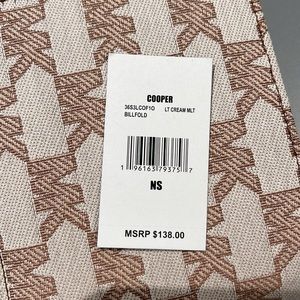 COOPER
36S3LCOF1O LT CREAM MLT
BILLFOLD
1 96163 79375 7
NS
MSRP $138.00